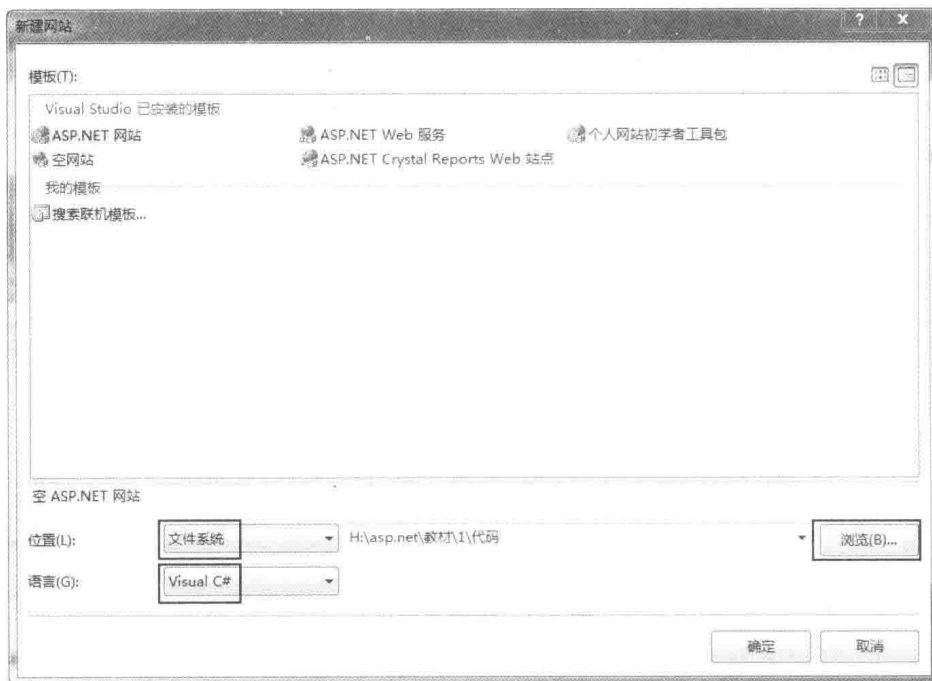 新建网站
模板(T):
Visual Studio 已安装的模板
ASP.NET 网站
ASP.NET Web 服务
个人网站初学者工具包
空网站
ASP.NET Crystal Reports Web 站点
我的模板
搜索联机模板...
空 ASP.NET 网站
位置(L):
文件系统
H:\asp.net\教材\1\代码
浏览(B)...
语言(G):
Visual C#
确定
取消